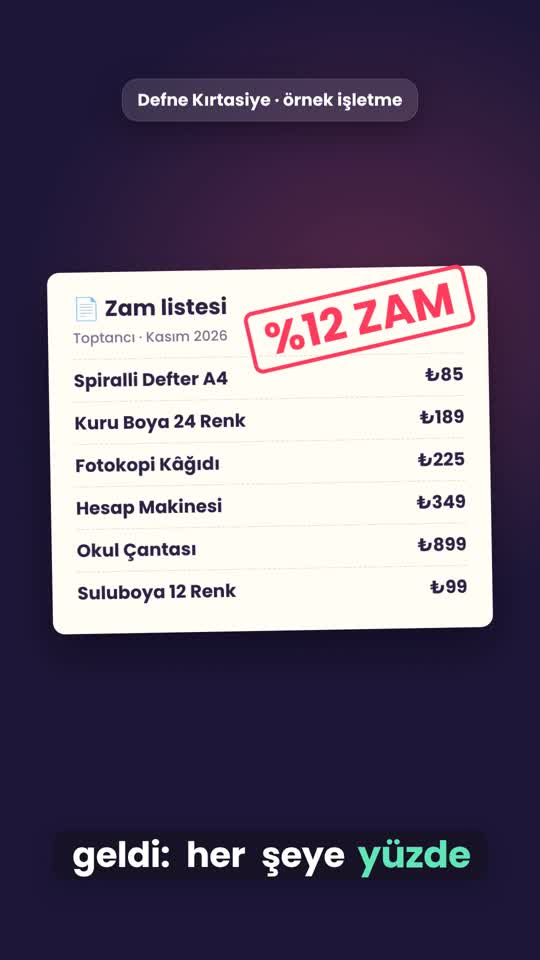 Defne Kırtasiye · örnek işletme
📄 Zam listesi
%12 ZAM
Toptancı · Kasım 2026
Spiralli Defter A4 ₺85
Kuru Boya 24 Renk ₺189
Fotokopi Kâğıdı ₺225
Hesap Makinesi ₺349
Okul Çantası ₺899
Suluboya 12 Renk ₺99
geldi: her şeye yüzde